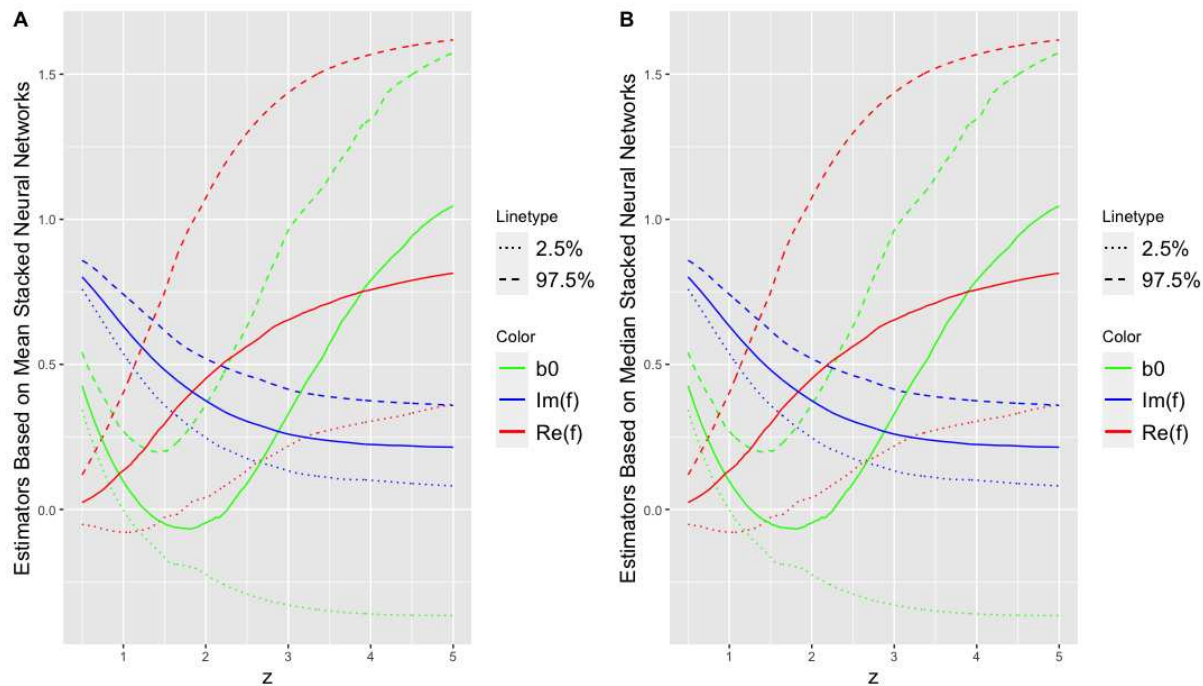 A
Estimators Based on Mean Stacked Neural Networks
1.5
1.0
0.5
0.0
1 2 3 4 5
z
Linetype
2.5%
97.5%
Color
b0
Im(f)
Re(f)
B
Estimators Based on Median Stacked Neural Networks
1.5
1.0
0.5
0.0
1 2 3 4 5
z
Linetype
2.5%
97.5%
Color
b0
Im(f)
Re(f)